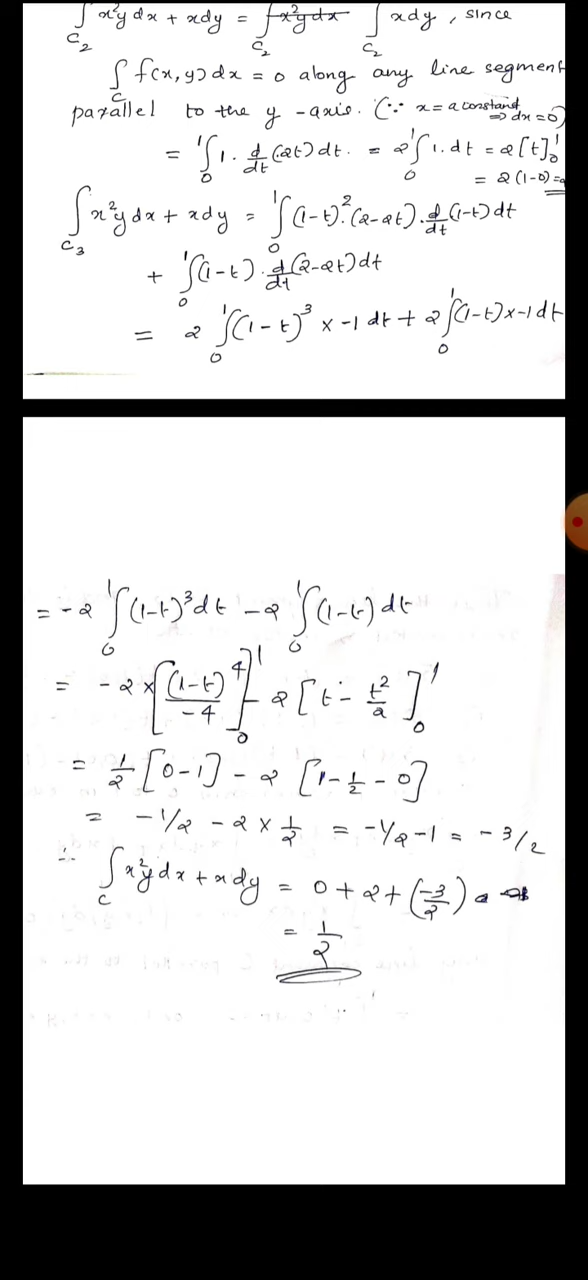 ∫_{C₂} x²y dx + x dy = ∫_{C₂} x²y dx ∫_{C₂} x dy , since
∫_C f(x,y) dx = 0 along any line segment
parallel to the y-axis. (∵ x = a constant ⇒ dx = 0)
= ∫₀¹ 1 . d/dt (2t) dt . = 2 ∫₀¹ 1 . dt = 2 [t]₀¹
= 2(1-0) =
∫_{C₃} x²y dx + x dy = ∫₀¹ (1-t)² . (2-2t) . d/dt (1-t) dt
+ ∫₀¹ (1-t) . d/dt (2-2t) dt
= 2 ∫₀¹ (1-t)³ x -1 dt + 2 ∫₀¹ (1-t) x -1 dt
= -2 ∫₀¹ (1-t)³ dt - 2 ∫₀¹ (1-t) dt
= -2 x [(1-t)⁴/-4]₀¹ - 2 [t - t²/2]₀¹
= 1/2 [0-1] - 2 [1 - 1/2 - 0]
= -1/2 - 2 x 1/2 = -1/2 - 1 = -3/2
∴ ∫_C x²y dx + x dy = 0 + 2 + (-3/2)
= 1/2